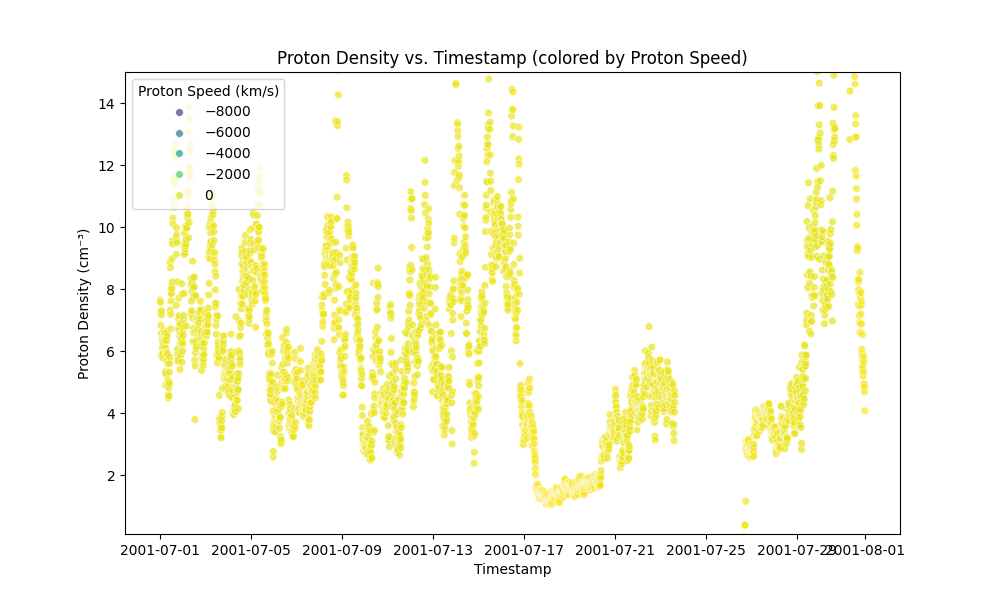 Proton Density vs. Timestamp (colored by Proton Speed)
Proton Speed (km/s)
−8000
−6000
−4000
−2000
0
14
12
10
8
6
4
2
Proton Density (cm⁻³)
2001-07-01 2001-07-05 2001-07-09 2001-07-13 2001-07-17 2001-07-21 2001-07-25 2001-07-29 2001-08-01
Timestamp